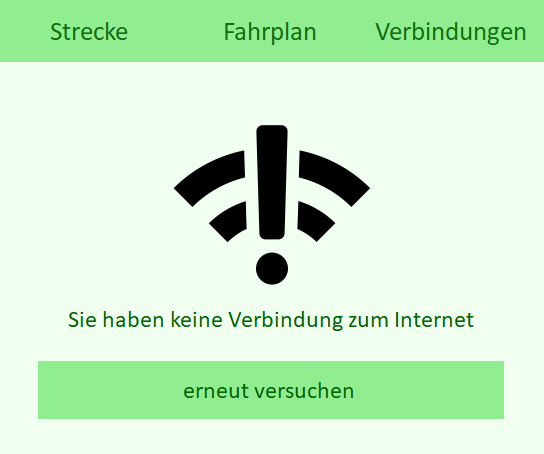 Strecke Fahrplan Verbindungen
Sie haben keine Verbindung zum Internet
erneut versuchen